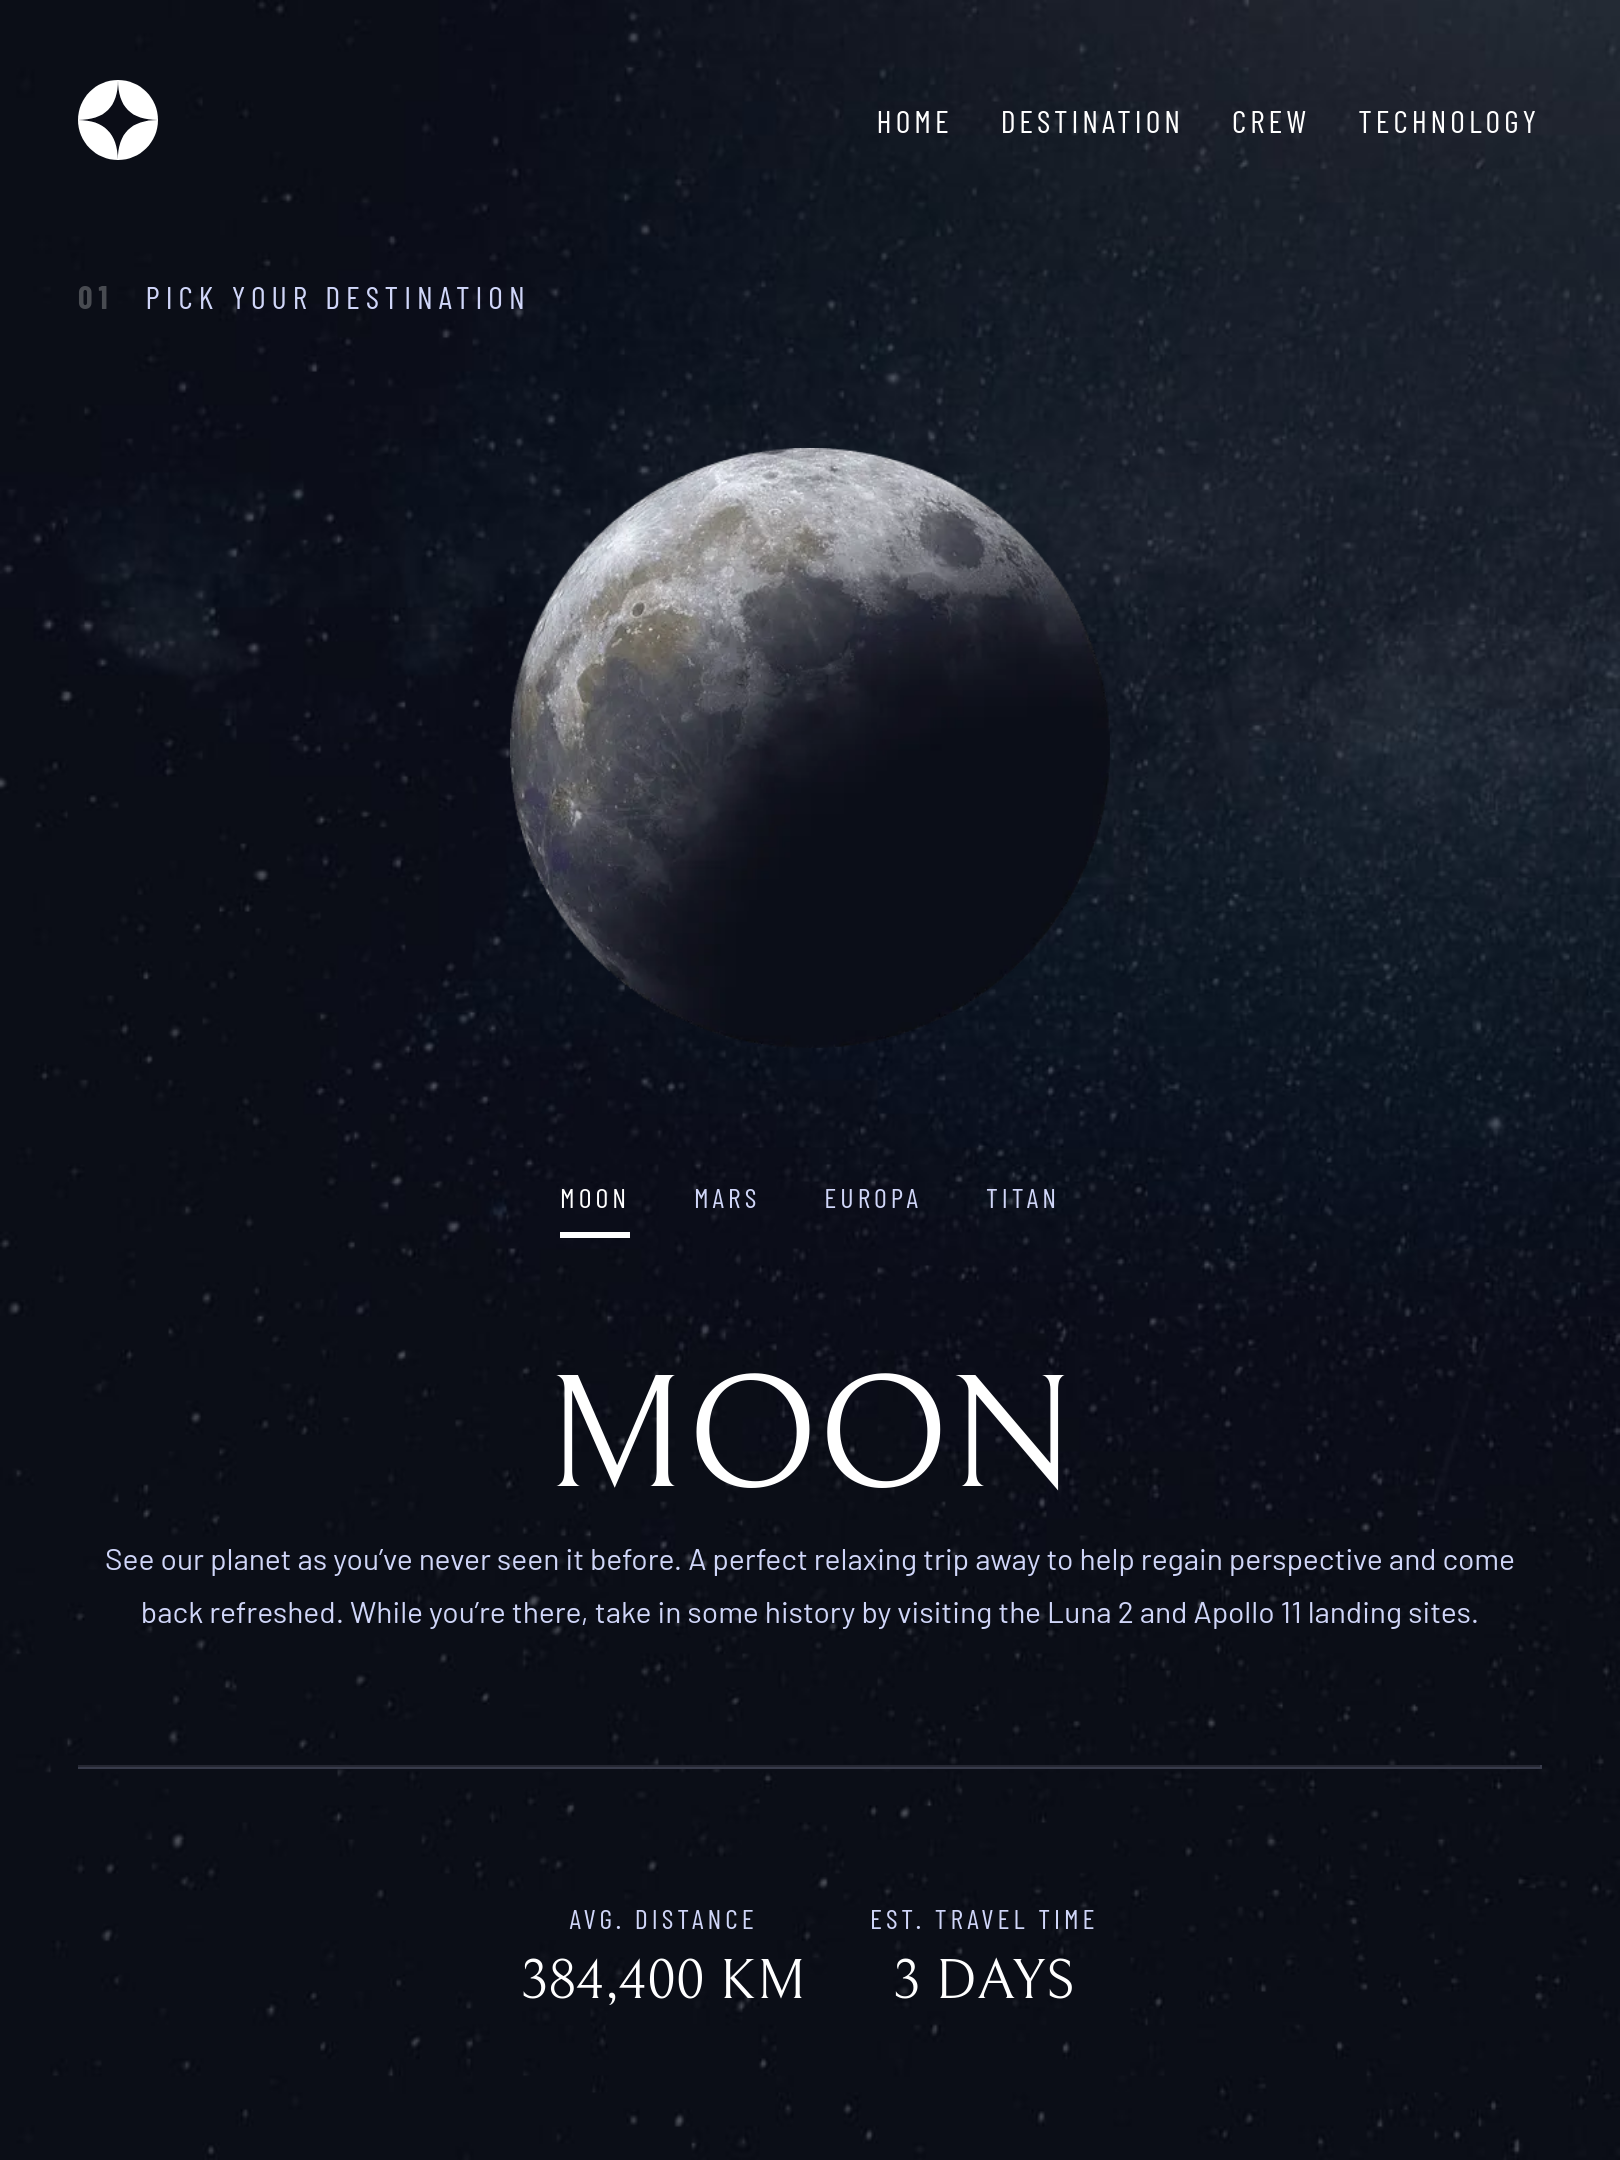 HOME DESTINATION CREW TECHNOLOGY
01 PICK YOUR DESTINATION
MOON MARS EUROPA TITAN
MOON
See our planet as you’ve never seen it before. A perfect relaxing trip away to help regain perspective and come
back refreshed. While you’re there, take in some history by visiting the Luna 2 and Apollo 11 landing sites.
AVG. DISTANCE EST. TRAVEL TIME
384,400 KM 3 DAYS